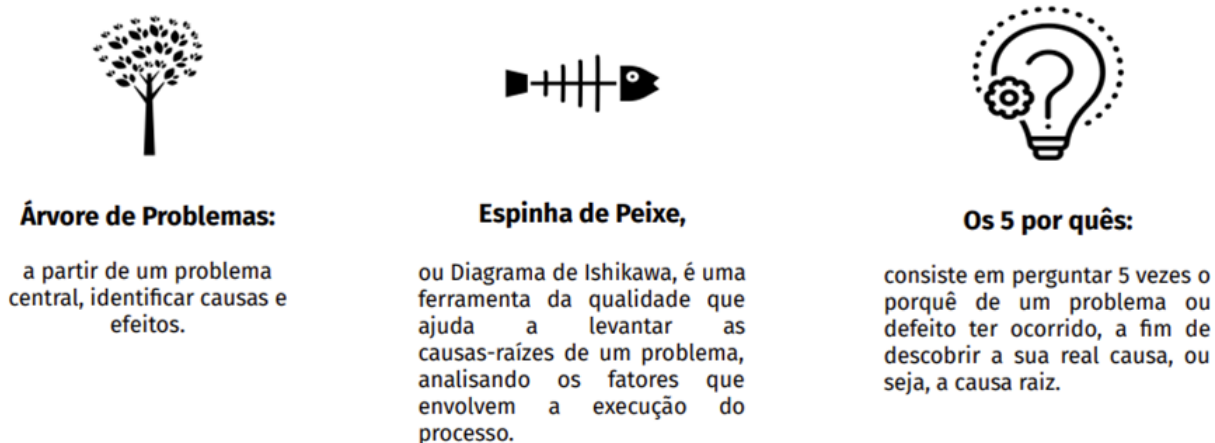 Árvore de Problemas:
a partir de um problema
central, identificar causas e
efeitos.
Espinha de Peixe,
ou Diagrama de Ishikawa, é uma
ferramenta da qualidade que
ajuda a levantar as
causas-raízes de um problema,
analisando os fatores que
envolvem a execução do
processo.
Os 5 por quês:
consiste em perguntar 5 vezes o
porquê de um problema ou
defeito ter ocorrido, a fim de
descobrir a sua real causa, ou
seja, a causa raiz.